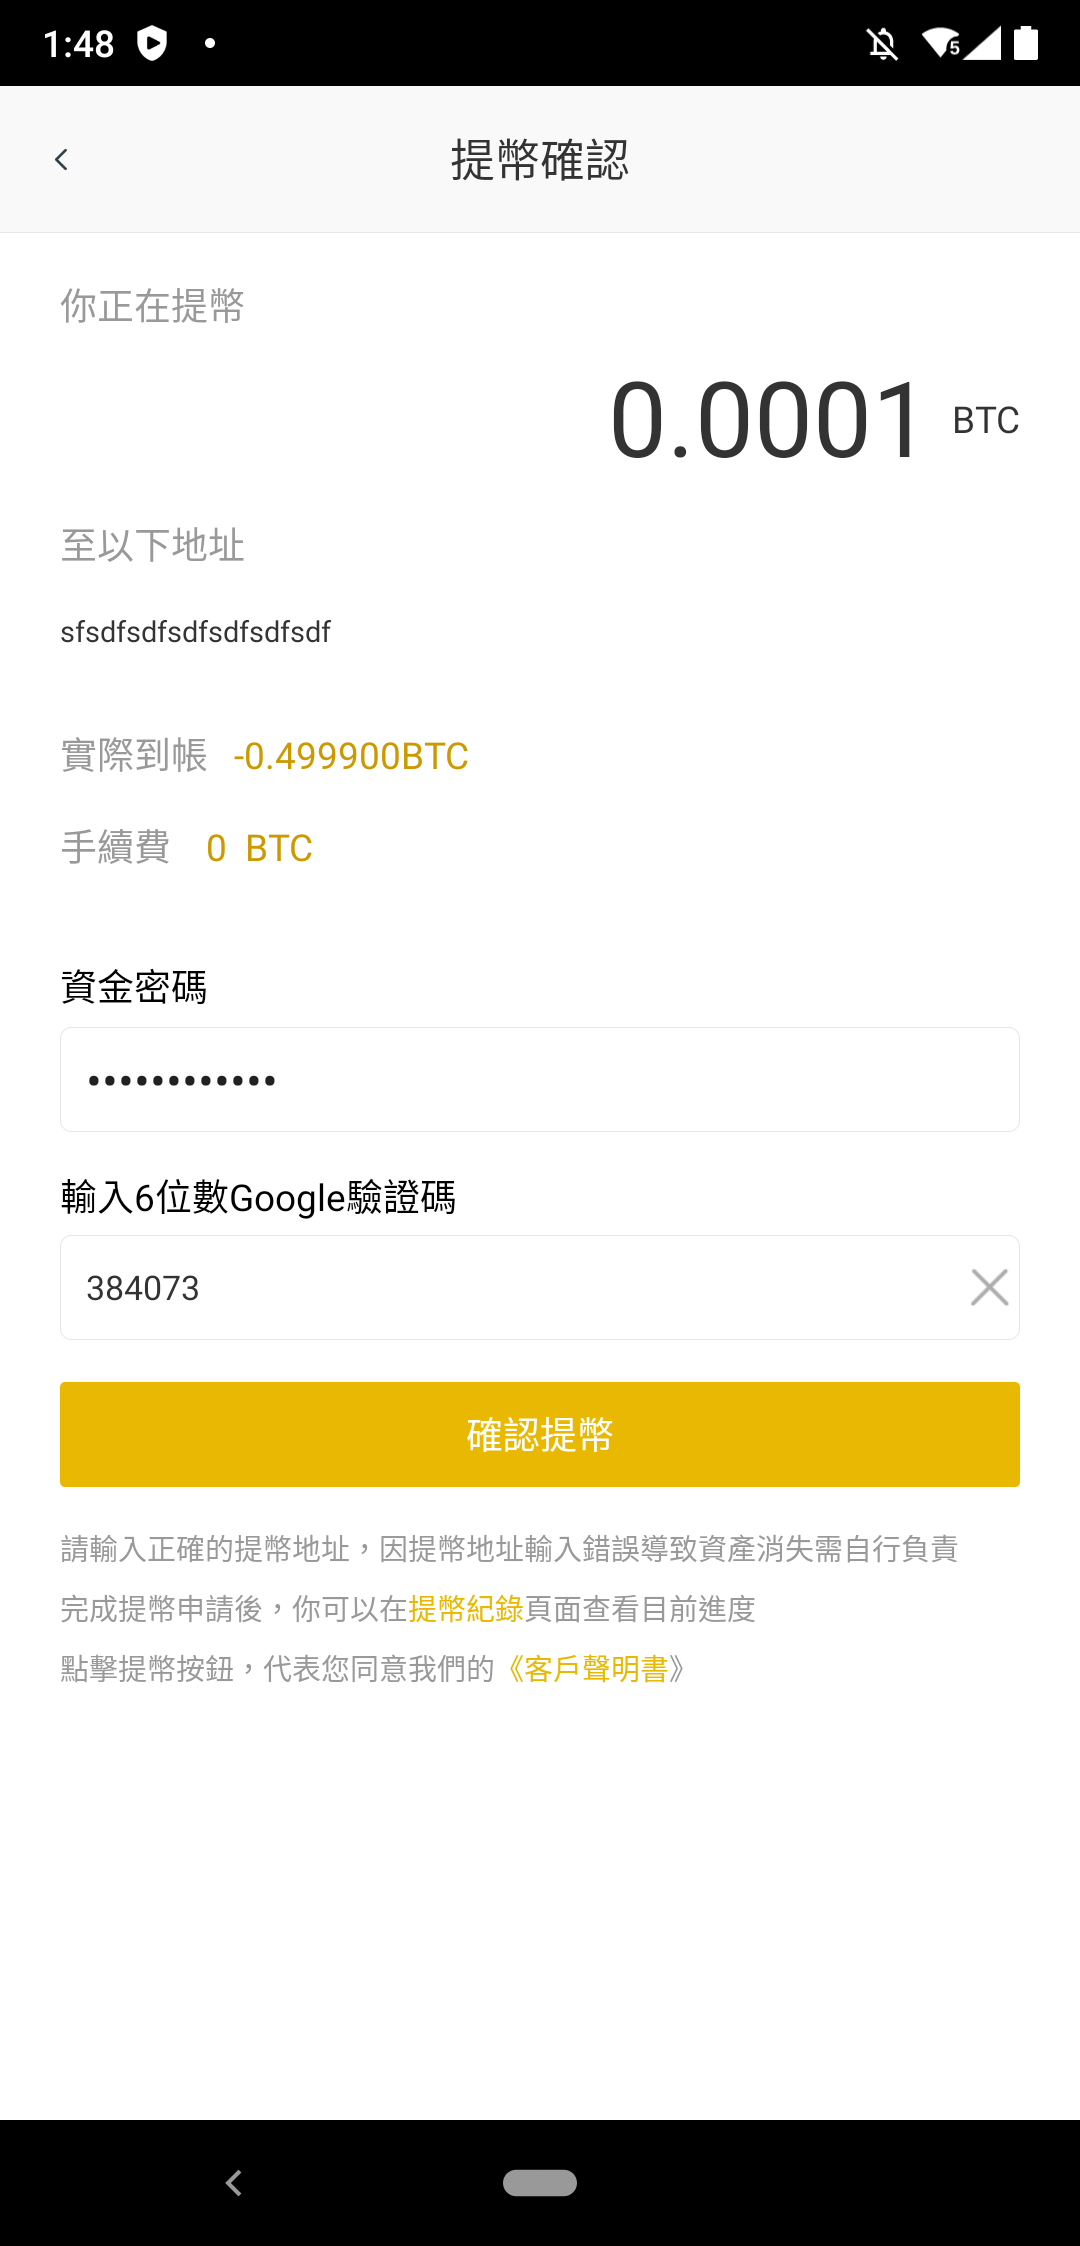 1:48
5
提幣確認
你正在提幣
0.0001 BTC
至以下地址
sfsdfsdfsdfsdfsdfsdf
實際到帳 -0.499900BTC
手續費 0 BTC
資金密碼
••••••••••••
輸入6位數Google驗證碼
384073
確認提幣
請輸入正確的提幣地址，因提幣地址輸入錯誤導致資產消失需自行負責
完成提幣申請後，你可以在提幣紀錄頁面查看目前進度
點擊提幣按鈕，代表您同意我們的《客戶聲明書》